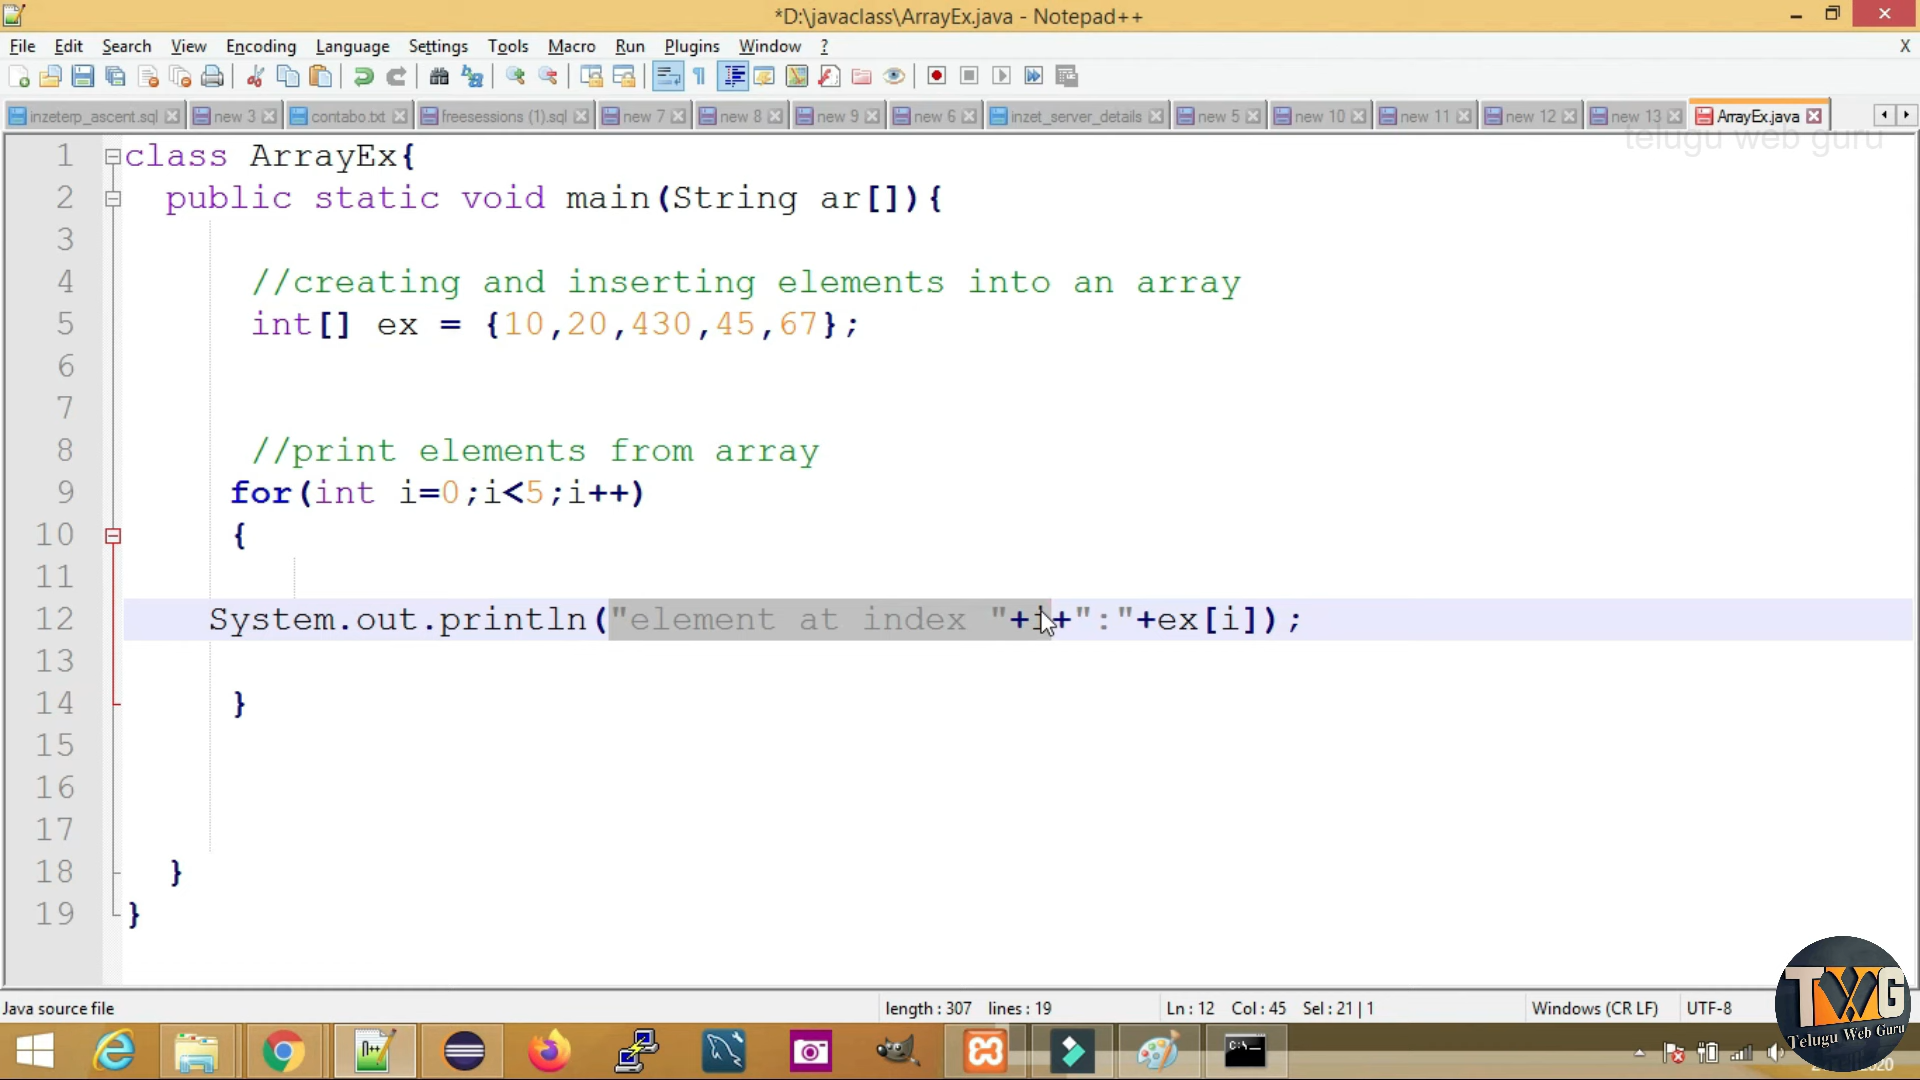 *D:\javaclass\ArrayEx.java - Notepad++
File Edit Search View Encoding Language Settings Tools Macro Run Plugins Window ? X
inzeterp_ascent.sql new 3 contabo.txt freesessions (1).sql new 7 new 8 new 9 new 6 inzet_server_details new 5 new 10 new 11 new 12 new 13 ArrayEx.java
telugu web guru
1 class ArrayEx{
2 public static void main(String ar[]){
3
4 //creating and inserting elements into an array
5 int[] ex = {10,20,430,45,67};
6
7
8 //print elements from array
9 for(int i=0;i<5;i++)
10 {
11
12 System.out.println("element at index "+i+":"+ex[i]);
13
14 }
15
16
17
18 }
19 }
Java source file length : 307 lines : 19 Ln : 12 Col : 45 Sel : 21 | 1 Windows (CR LF) UTF-8
TWG
Telugu Web Guru